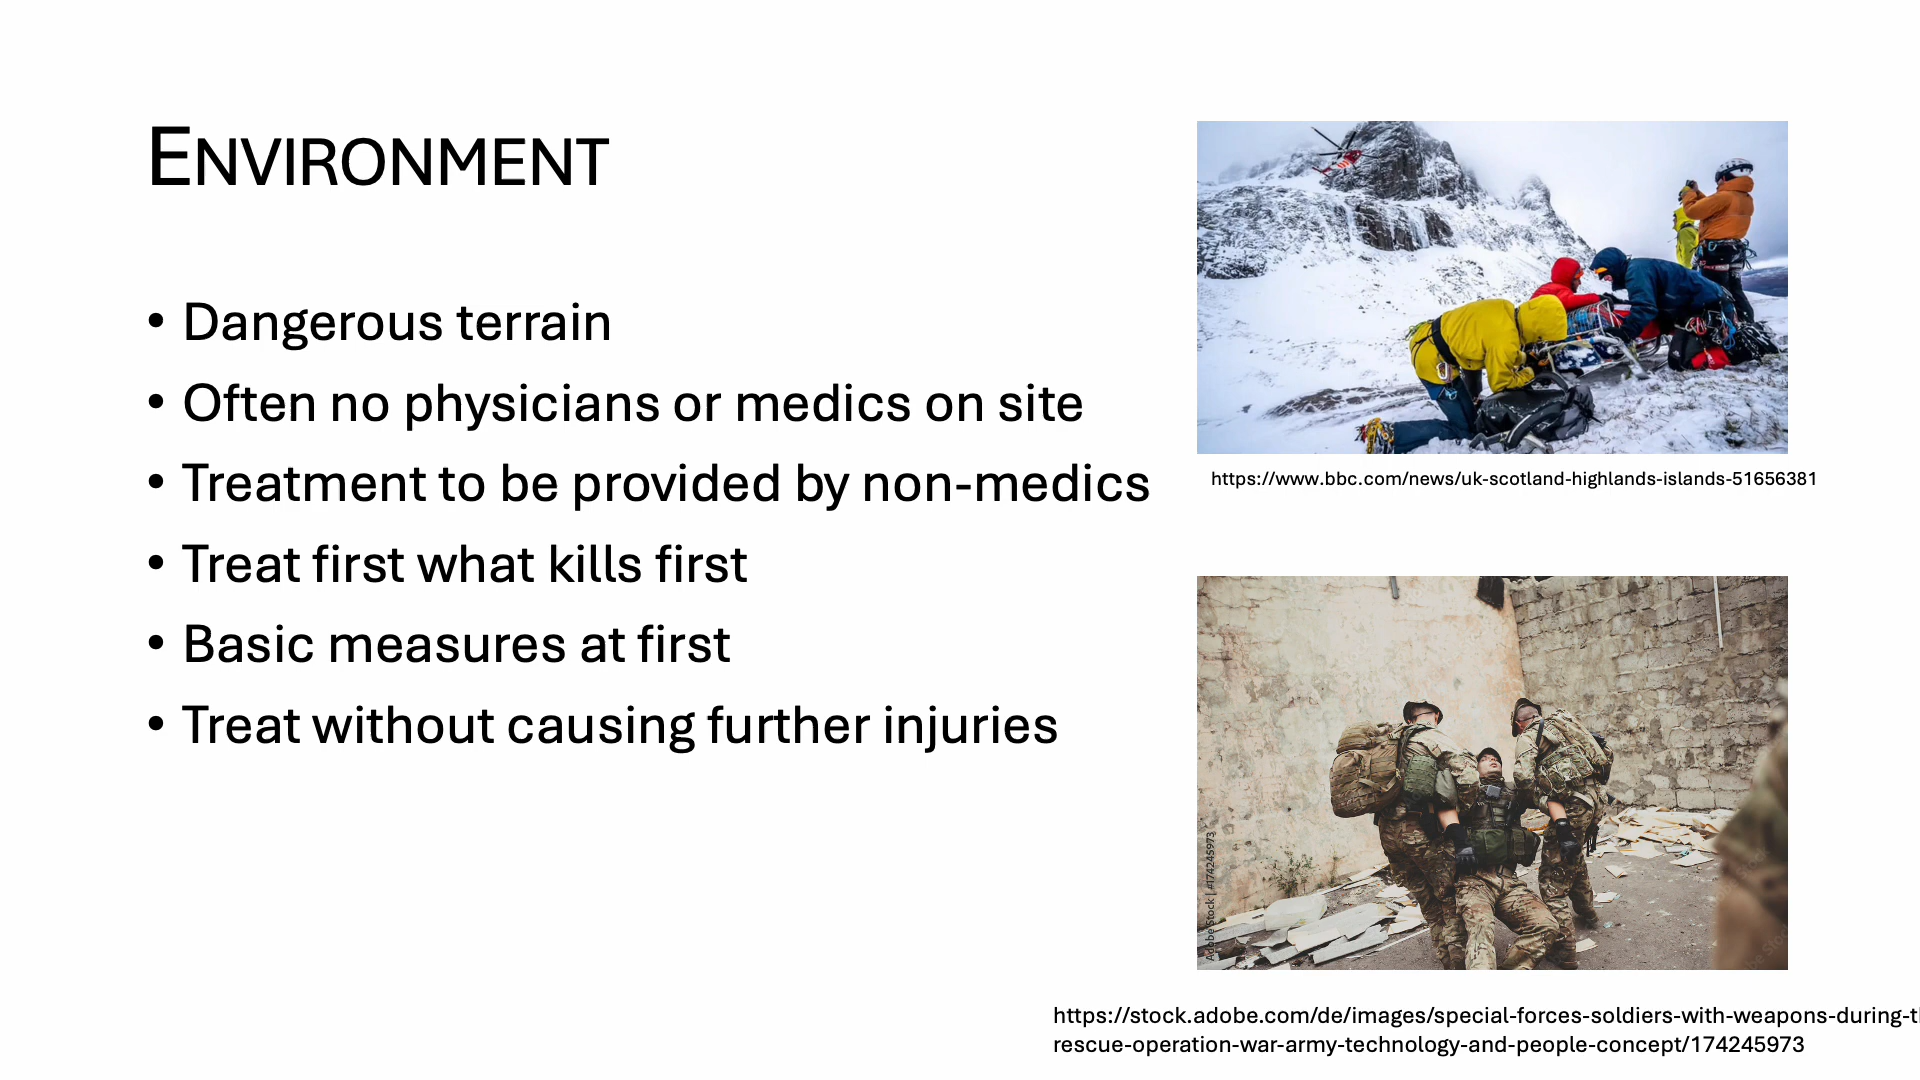 ENVIRONMENT
• Dangerous terrain
• Often no physicians or medics on site
• Treatment to be provided by non-medics
• Treat first what kills first
• Basic measures at first
• Treat without causing further injuries
https://www.bbc.com/news/uk-scotland-highlands-islands-51656381
Adobe Stock | #174245973
https://stock.adobe.com/de/images/special-forces-soldiers-with-weapons-during-t
rescue-operation-war-army-technology-and-people-concept/174245973